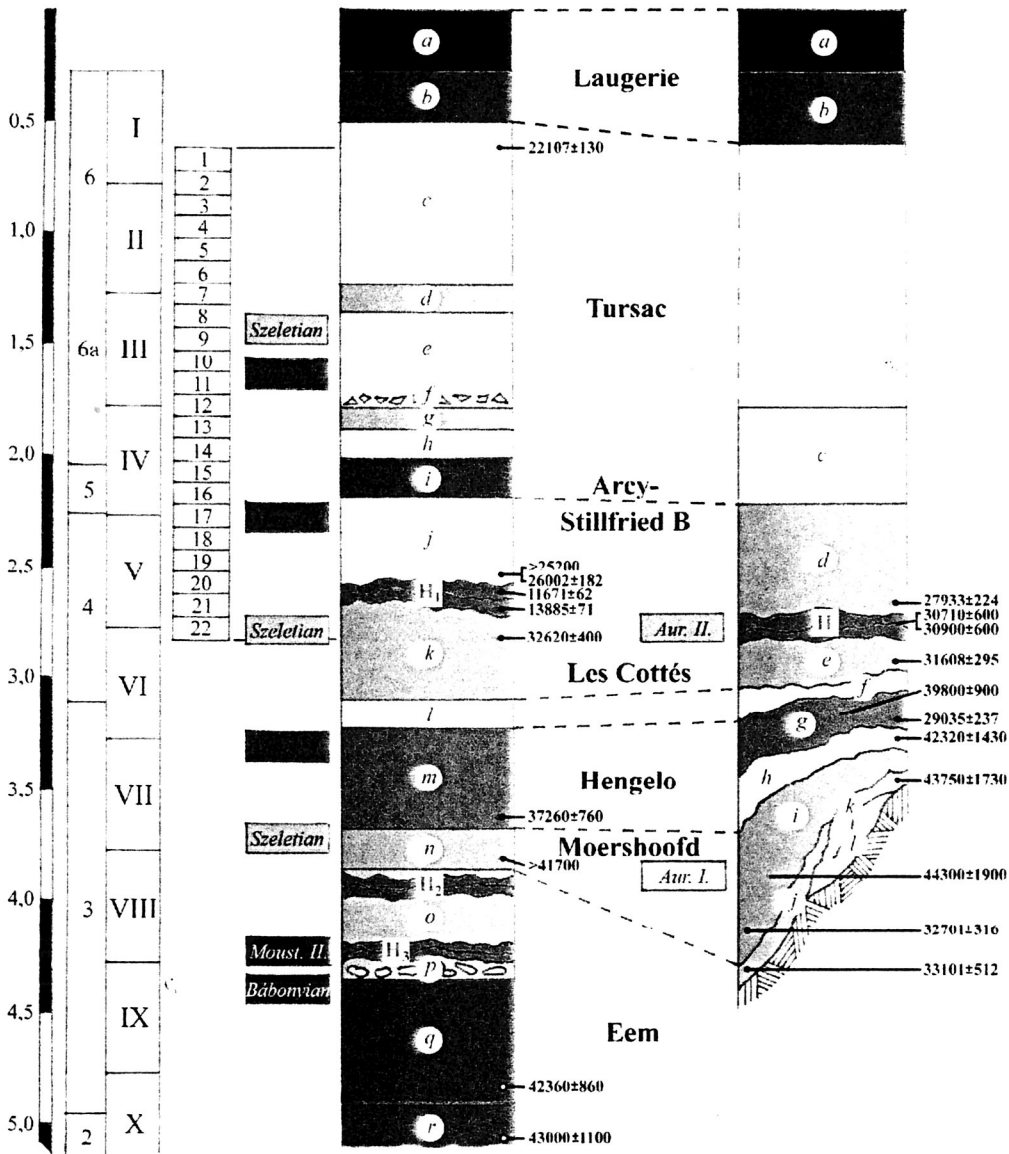 0,5
1,0
1,5
2,0
2,5
3,0
3,5
4,0
4,5
5,0
6
6a
5
4
3
2
I
II
III
IV
V
VI
VII
VIII
IX
X
1
2
3
4
5
6
7
8
9
10
11
12
13
14
15
16
17
18
19
20
21
22
Szeletian
Szeletian
Szeletian
Moust. II.
Bábonyian
a
b
c
d
e
f
g
h
i
j
H₁
k
l
m
n
H₂
o
H₃
p
q
r
22107±130
>25200
26002±182
11671±62
13885±71
32620±400
37260±760
>41700
42360±860
43000±1100
Laugerie
Tursac
Arcy-
Stillfried B
Les Cottés
Hengelo
Moershoofd
Eem
Aur. II.
Aur. I.
a
b
c
d
H
e
f
g
h
i
j
k
l
27933±224
30710±600
30900±600
31608±295
39800±900
29035±237
42320±1430
43750±1730
44300±1900
32701±316
33101±512